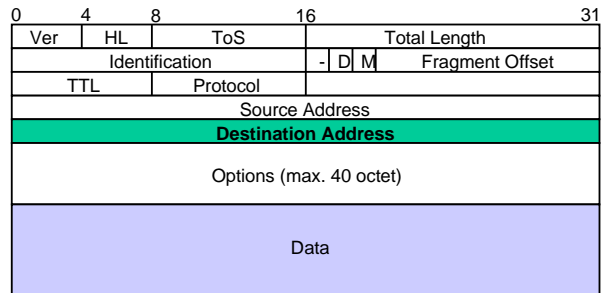 0 4 8 16 31
Ver HL ToS Total Length
Identification - D M Fragment Offset
TTL Protocol
Source Address
Destination Address
Options (max. 40 octet)
Data